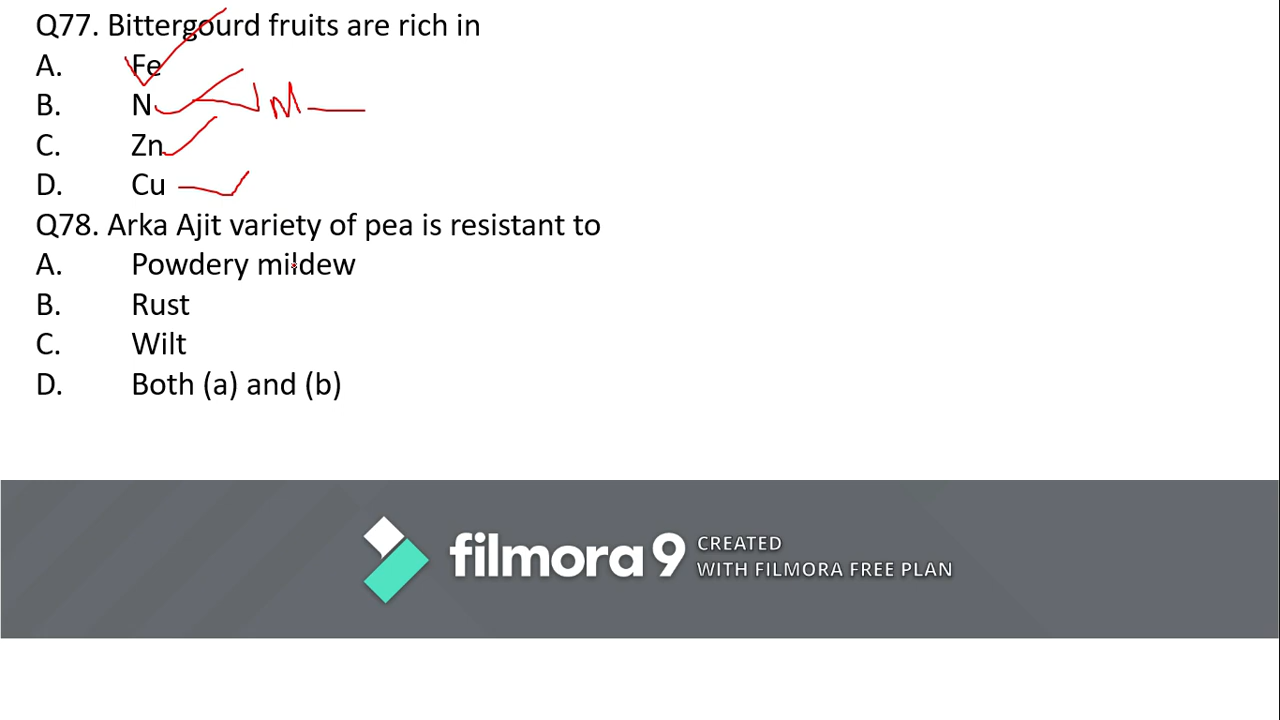 Q77. Bittergourd fruits are rich in
A. Fe
B. N M
C. Zn
D. Cu
Q78. Arka Ajit variety of pea is resistant to
A. Powdery mildew
B. Rust
C. Wilt
D. Both (a) and (b)
filmora 9 CREATED
WITH FILMORA FREE PLAN